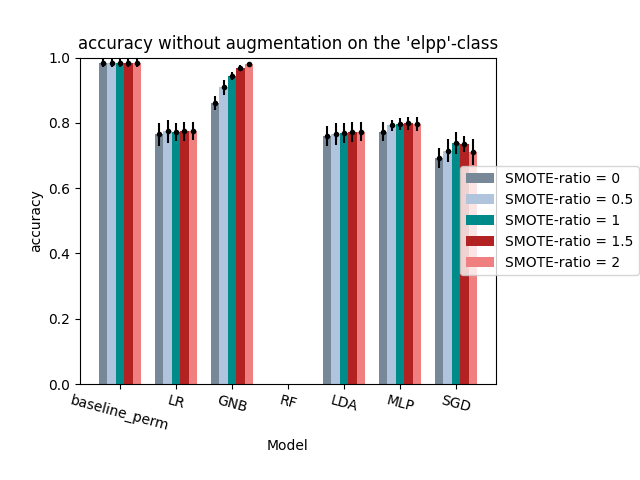 accuracy without augmentation on the 'elpp'-class
1.0
0.8
0.6
0.4
0.2
0.0
accuracy
SMOTE-ratio = 0
SMOTE-ratio = 0.5
SMOTE-ratio = 1
SMOTE-ratio = 1.5
SMOTE-ratio = 2
baseline_perm LR GNB RF LDA MLP SGD
Model